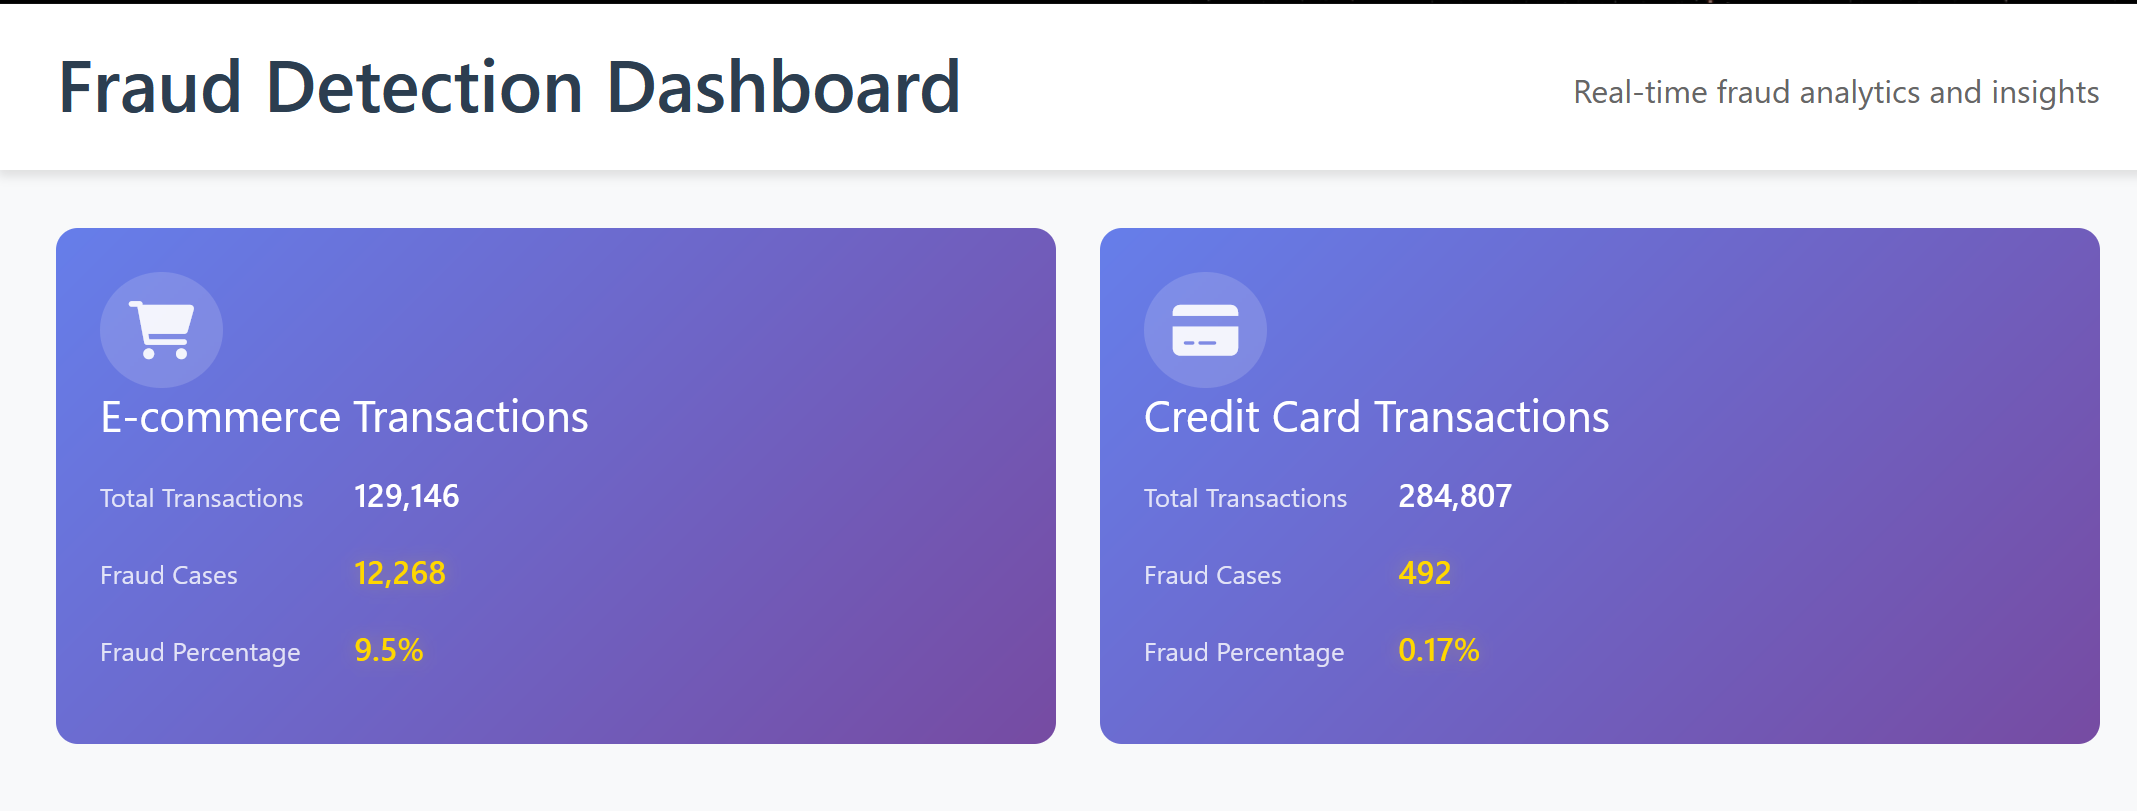 Fraud Detection Dashboard
Real-time fraud analytics and insights
E-commerce Transactions
Total Transactions 129,146
Fraud Cases 12,268
Fraud Percentage 9.5%
Credit Card Transactions
Total Transactions 284,807
Fraud Cases 492
Fraud Percentage 0.17%